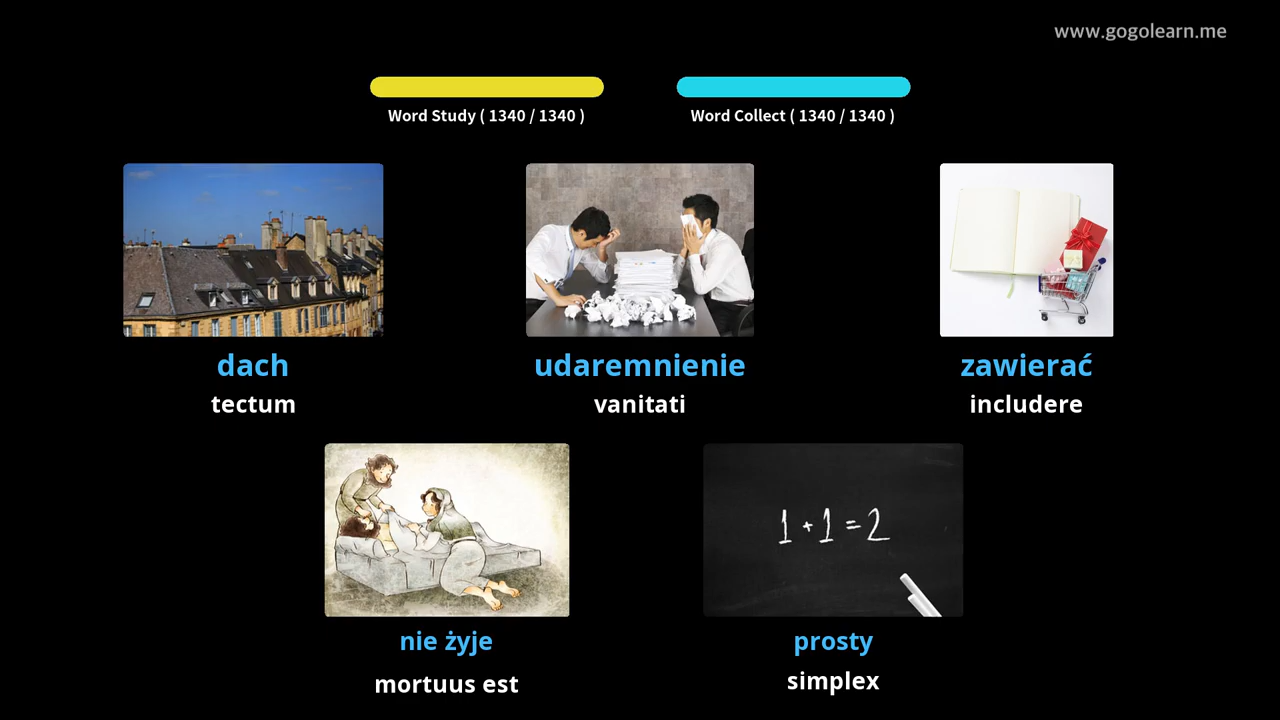 www.gogolearn.me
Word Study ( 1340 / 1340 )
Word Collect ( 1340 / 1340 )
dach
tectum
udaremnienie
vanitati
zawierać
includere
1 + 1 = 2
nie żyje
mortuus est
prosty
simplex